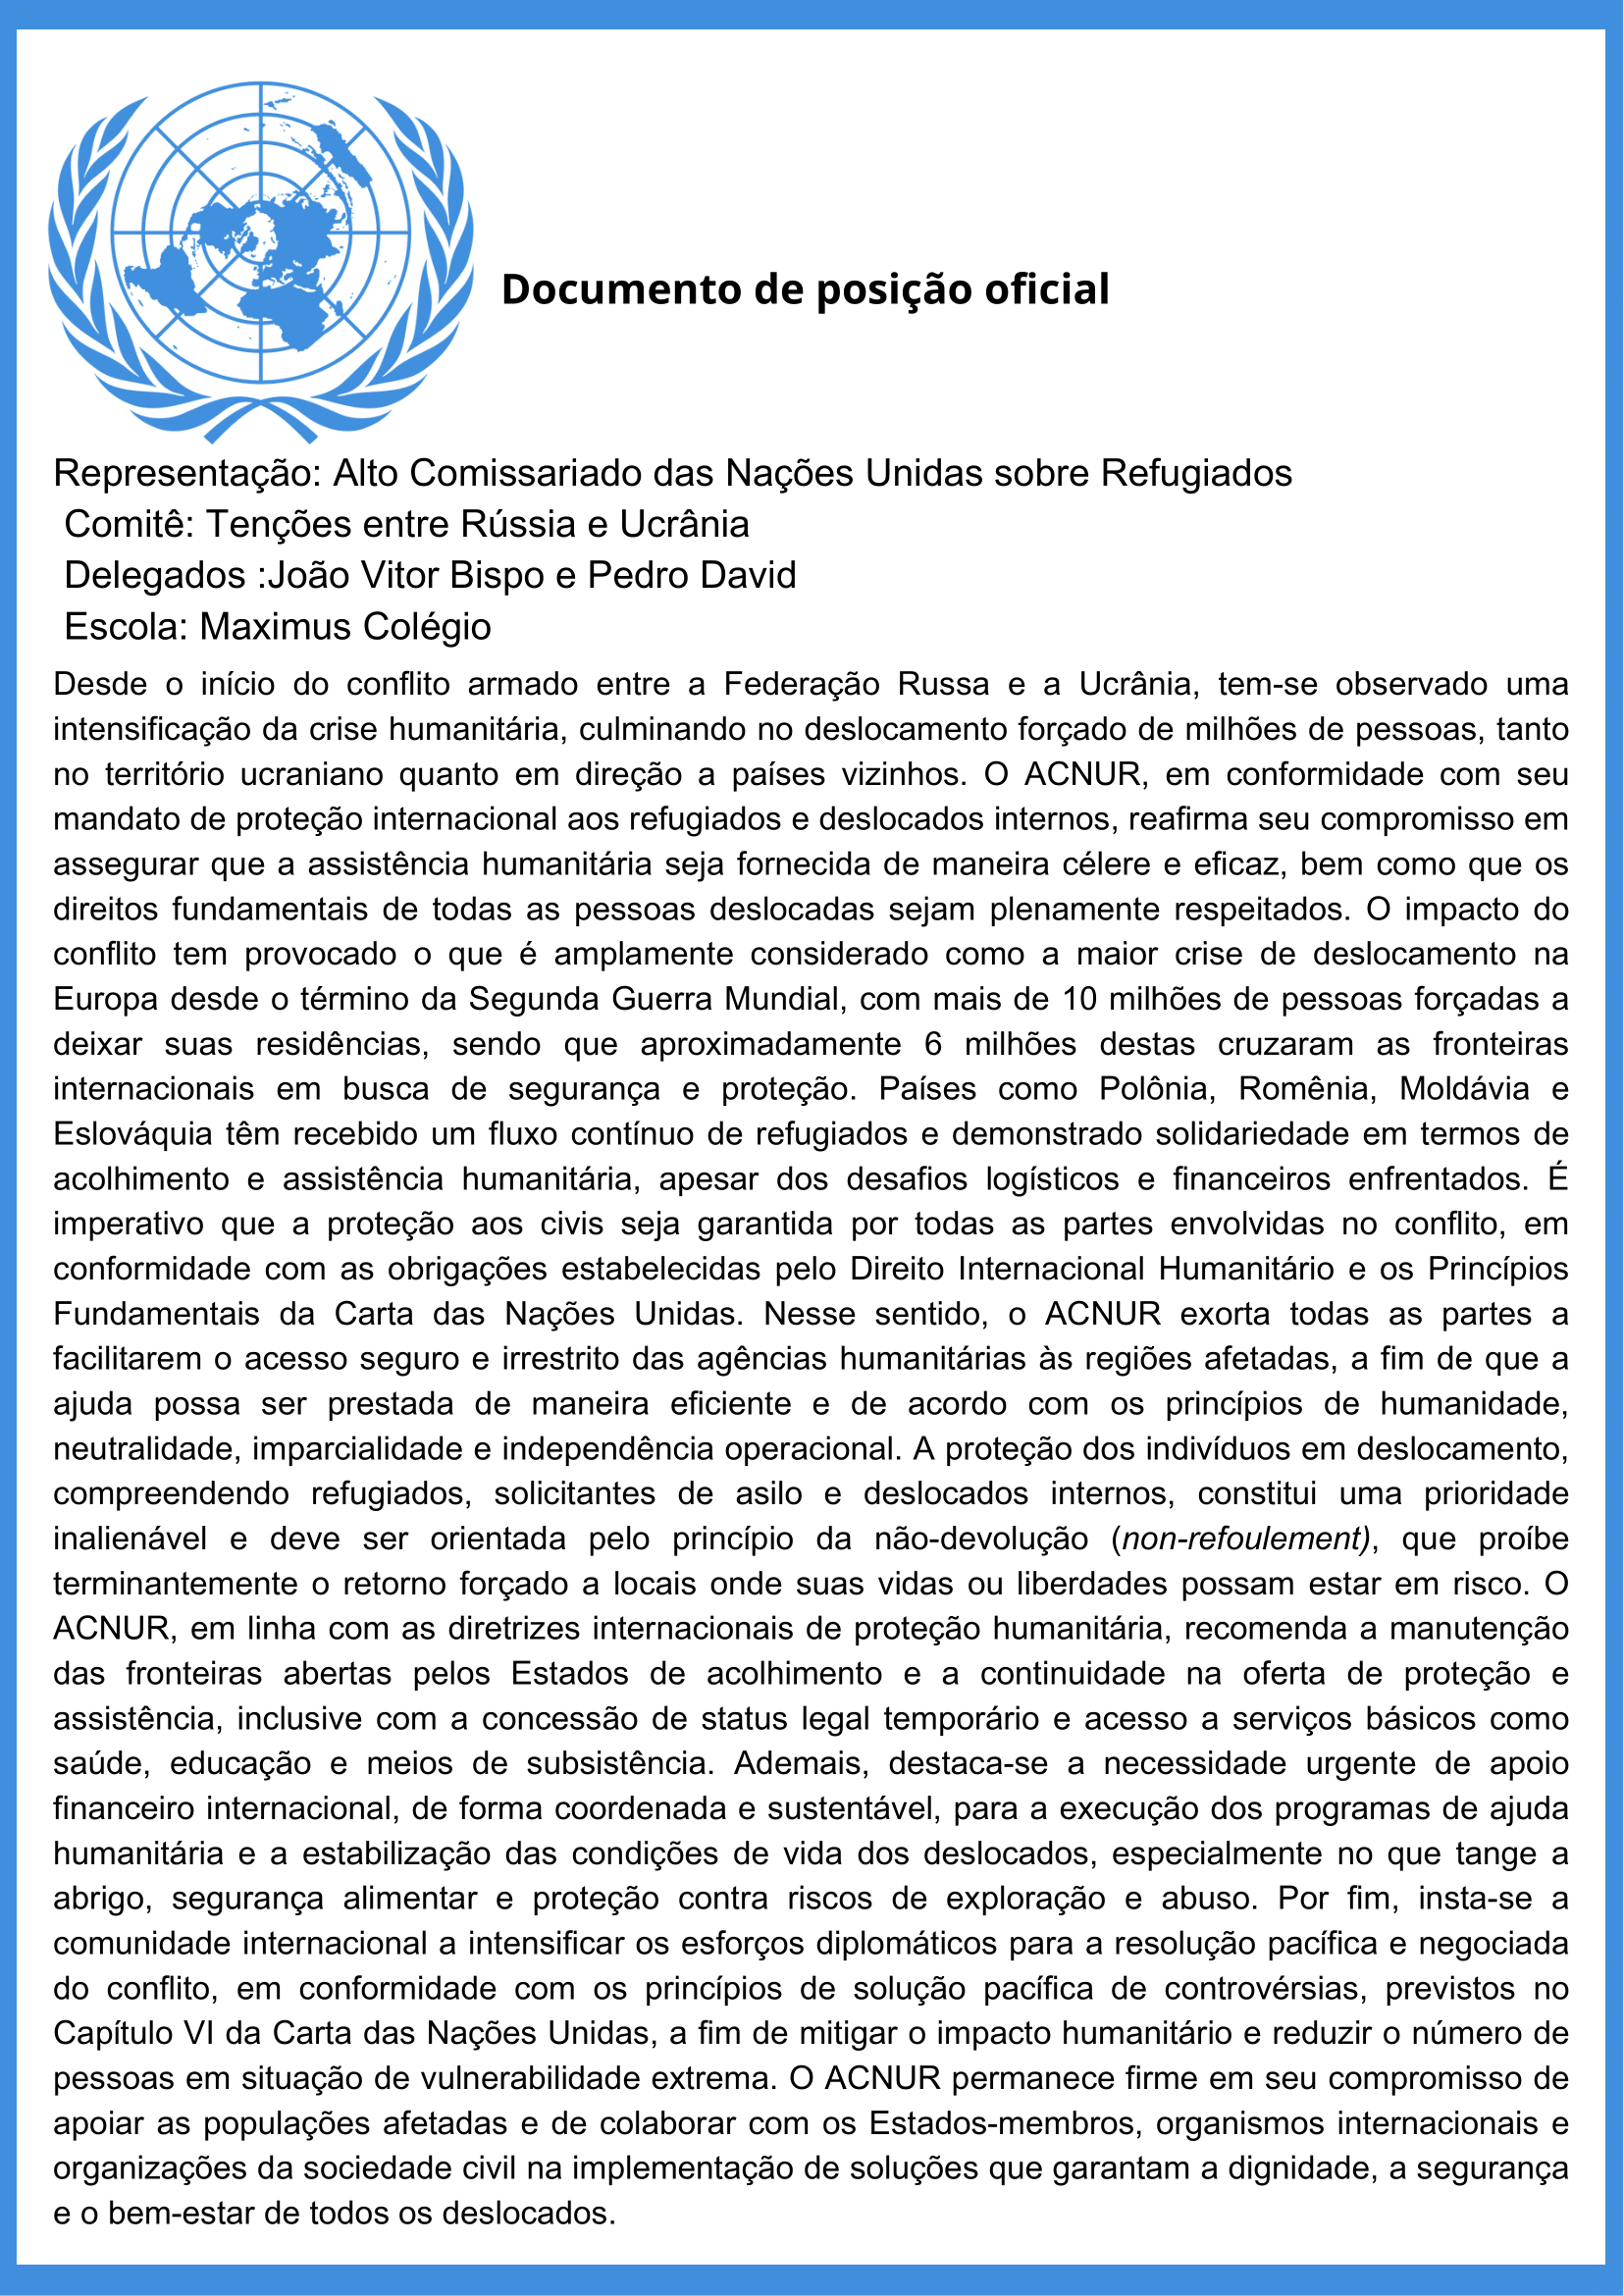 Documento de posição oficial
Representação: Alto Comissariado das Nações Unidas sobre Refugiados
Comitê: Tenções entre Rússia e Ucrânia
Delegados :João Vitor Bispo e Pedro David
Escola: Maximus Colégio
Desde o início do conflito armado entre a Federação Russa e a Ucrânia, tem-se observado uma
intensificação da crise humanitária, culminando no deslocamento forçado de milhões de pessoas, tanto
no território ucraniano quanto em direção a países vizinhos. O ACNUR, em conformidade com seu
mandato de proteção internacional aos refugiados e deslocados internos, reafirma seu compromisso em
assegurar que a assistência humanitária seja fornecida de maneira célere e eficaz, bem como que os
direitos fundamentais de todas as pessoas deslocadas sejam plenamente respeitados. O impacto do
conflito tem provocado o que é amplamente considerado como a maior crise de deslocamento na
Europa desde o término da Segunda Guerra Mundial, com mais de 10 milhões de pessoas forçadas a
deixar suas residências, sendo que aproximadamente 6 milhões destas cruzaram as fronteiras
internacionais em busca de segurança e proteção. Países como Polônia, Romênia, Moldávia e
Eslováquia têm recebido um fluxo contínuo de refugiados e demonstrado solidariedade em termos de
acolhimento e assistência humanitária, apesar dos desafios logísticos e financeiros enfrentados. É
imperativo que a proteção aos civis seja garantida por todas as partes envolvidas no conflito, em
conformidade com as obrigações estabelecidas pelo Direito Internacional Humanitário e os Princípios
Fundamentais da Carta das Nações Unidas. Nesse sentido, o ACNUR exorta todas as partes a
facilitarem o acesso seguro e irrestrito das agências humanitárias às regiões afetadas, a fim de que a
ajuda possa ser prestada de maneira eficiente e de acordo com os princípios de humanidade,
neutralidade, imparcialidade e independência operacional. A proteção dos indivíduos em deslocamento,
compreendendo refugiados, solicitantes de asilo e deslocados internos, constitui uma prioridade
inalienável e deve ser orientada pelo princípio da não-devolução (non-refoulement), que proíbe
terminantemente o retorno forçado a locais onde suas vidas ou liberdades possam estar em risco. O
ACNUR, em linha com as diretrizes internacionais de proteção humanitária, recomenda a manutenção
das fronteiras abertas pelos Estados de acolhimento e a continuidade na oferta de proteção e
assistência, inclusive com a concessão de status legal temporário e acesso a serviços básicos como
saúde, educação e meios de subsistência. Ademais, destaca-se a necessidade urgente de apoio
financeiro internacional, de forma coordenada e sustentável, para a execução dos programas de ajuda
humanitária e a estabilização das condições de vida dos deslocados, especialmente no que tange a
abrigo, segurança alimentar e proteção contra riscos de exploração e abuso. Por fim, insta-se a
comunidade internacional a intensificar os esforços diplomáticos para a resolução pacífica e negociada
do conflito, em conformidade com os princípios de solução pacífica de controvérsias, previstos no
Capítulo VI da Carta das Nações Unidas, a fim de mitigar o impacto humanitário e reduzir o número de
pessoas em situação de vulnerabilidade extrema. O ACNUR permanece firme em seu compromisso de
apoiar as populações afetadas e de colaborar com os Estados-membros, organismos internacionais e
organizações da sociedade civil na implementação de soluções que garantam a dignidade, a segurança
e o bem-estar de todos os deslocados.